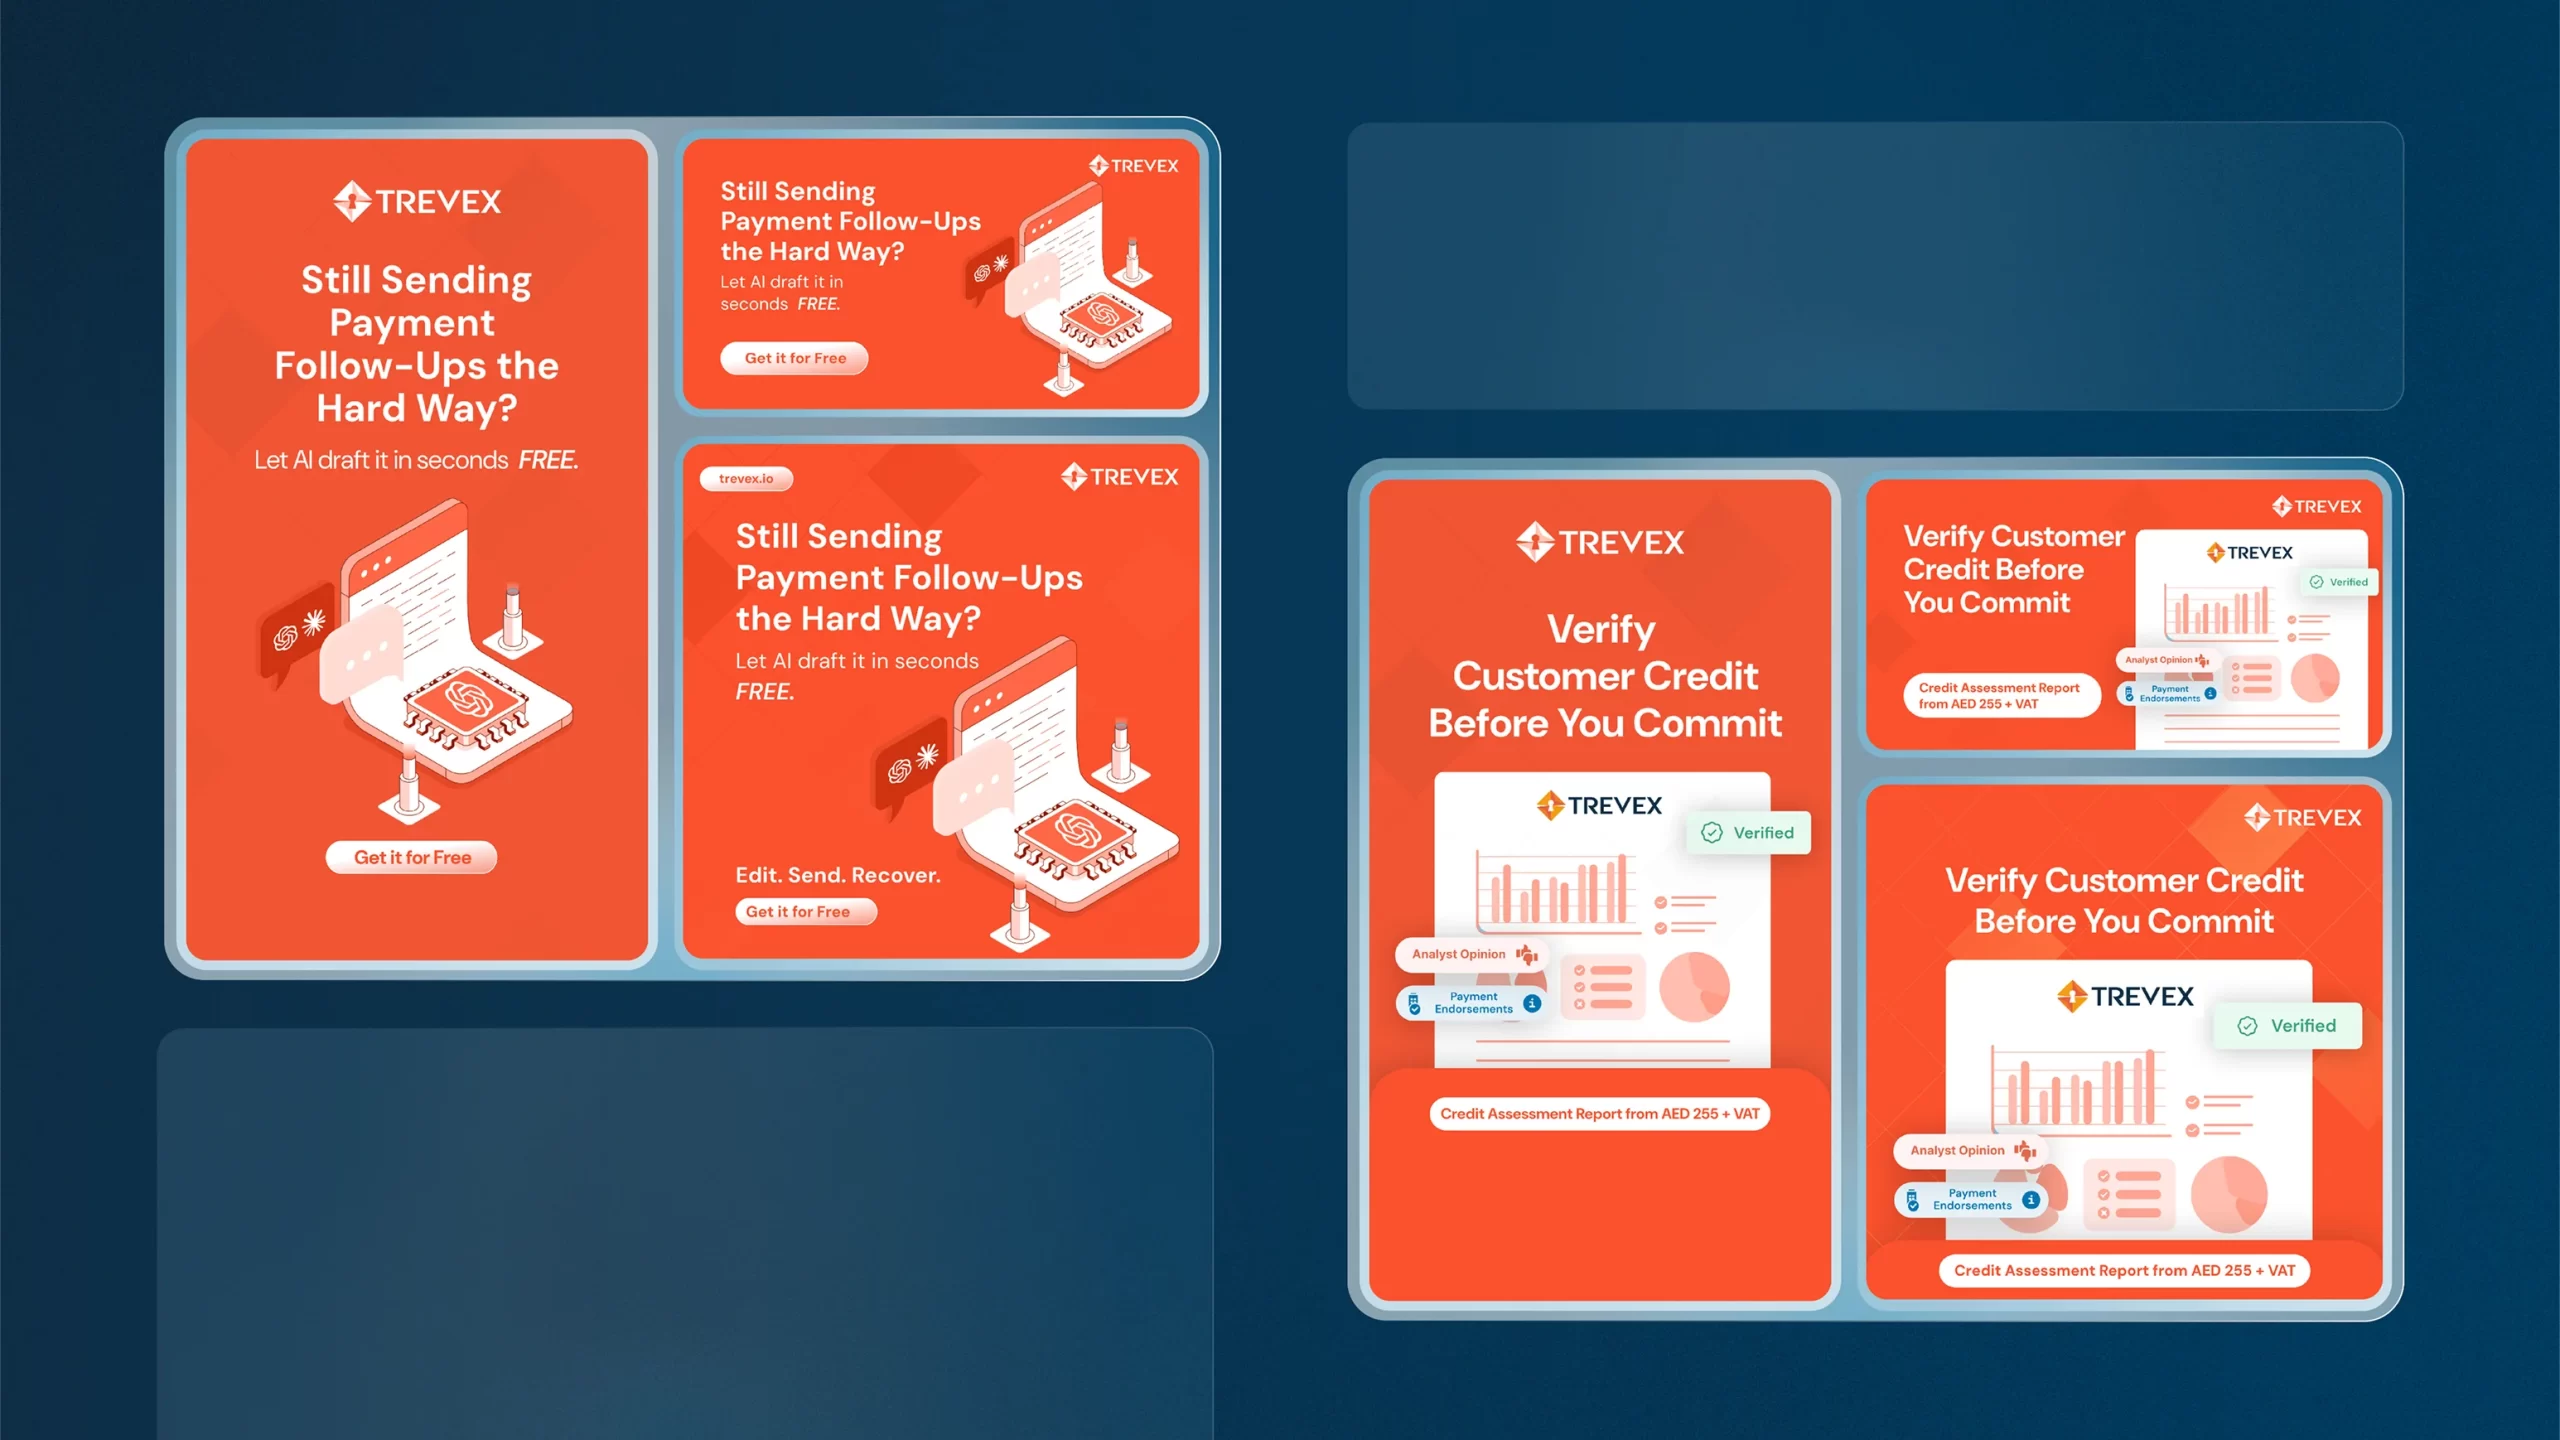 TREVEX
Still Sending
Payment
Follow-Ups the
Hard Way?
Let AI draft it in seconds FREE.
Get it for Free
TREVEX
Still Sending
Payment Follow-Ups
the Hard Way?
Let AI draft it in
seconds FREE.
Get it for Free
trevex.io
TREVEX
Still Sending
Payment Follow-Ups
the Hard Way?
Let AI draft it in seconds
FREE.
Edit. Send. Recover.
Get it for Free
TREVEX
Verify
Customer Credit
Before You Commit
TREVEX
Verified
Analyst Opinion
Payment
Endorsements
Credit Assessment Report from AED 255 + VAT
TREVEX
Verify Customer
Credit Before
You Commit
TREVEX
Verified
Analyst Opinion
Payment
Endorsements
Credit Assessment Report
from AED 255 + VAT
TREVEX
Verify Customer Credit
Before You Commit
TREVEX
Verified
Analyst Opinion
Payment
Endorsements
Credit Assessment Report from AED 255 + VAT